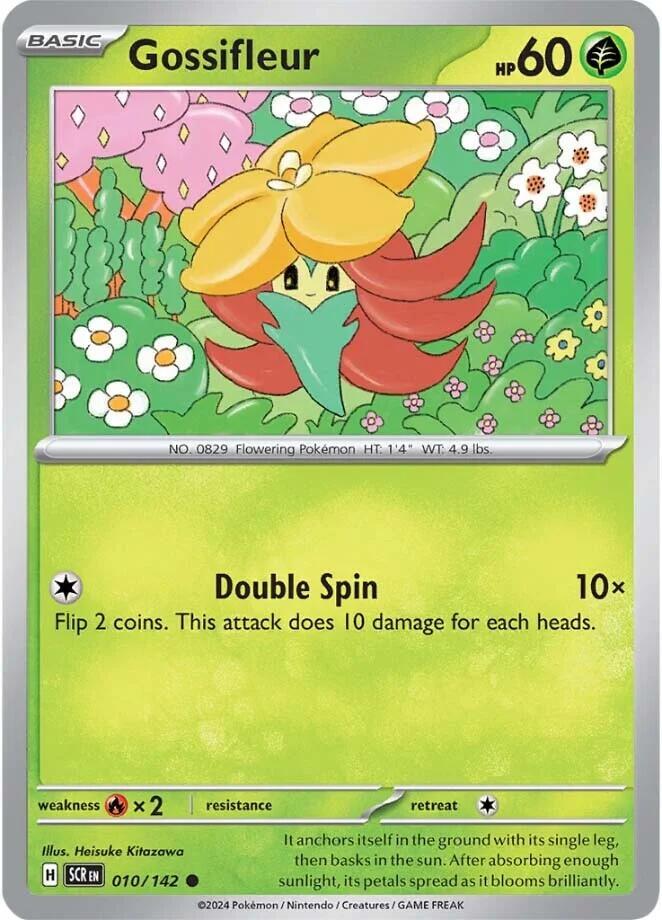 BASIC Gossifleur HP60
NO. 0829 Flowering Pokémon HT: 1'4" WT: 4.9 lbs.
Double Spin 10×
Flip 2 coins. This attack does 10 damage for each heads.
weakness ×2 resistance retreat
Illus. Heisuke Kitazawa
H SCR EN 010/142
It anchors itself in the ground with its single leg,
then basks in the sun. After absorbing enough
sunlight, its petals spread as it blooms brilliantly.
©2024 Pokémon / Nintendo / Creatures / GAME FREAK